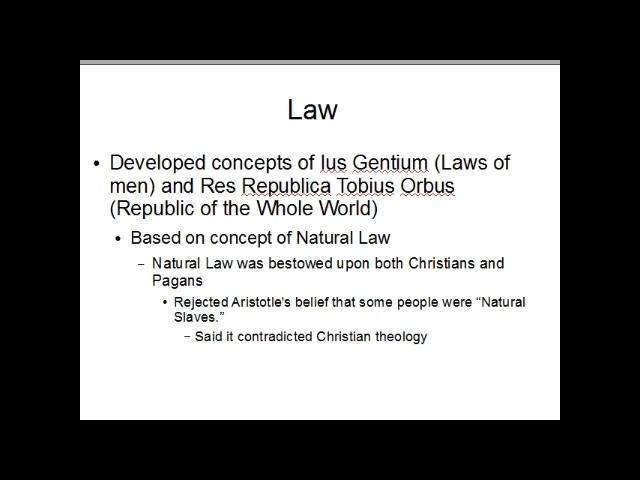 Law
• Developed concepts of Ius Gentium (Laws of
men) and Res Republica Tobius Orbus
(Republic of the Whole World)
• Based on concept of Natural Law
– Natural Law was bestowed upon both Christians and
Pagans
• Rejected Aristotle's belief that some people were “Natural
Slaves.”
– Said it contradicted Christian theology